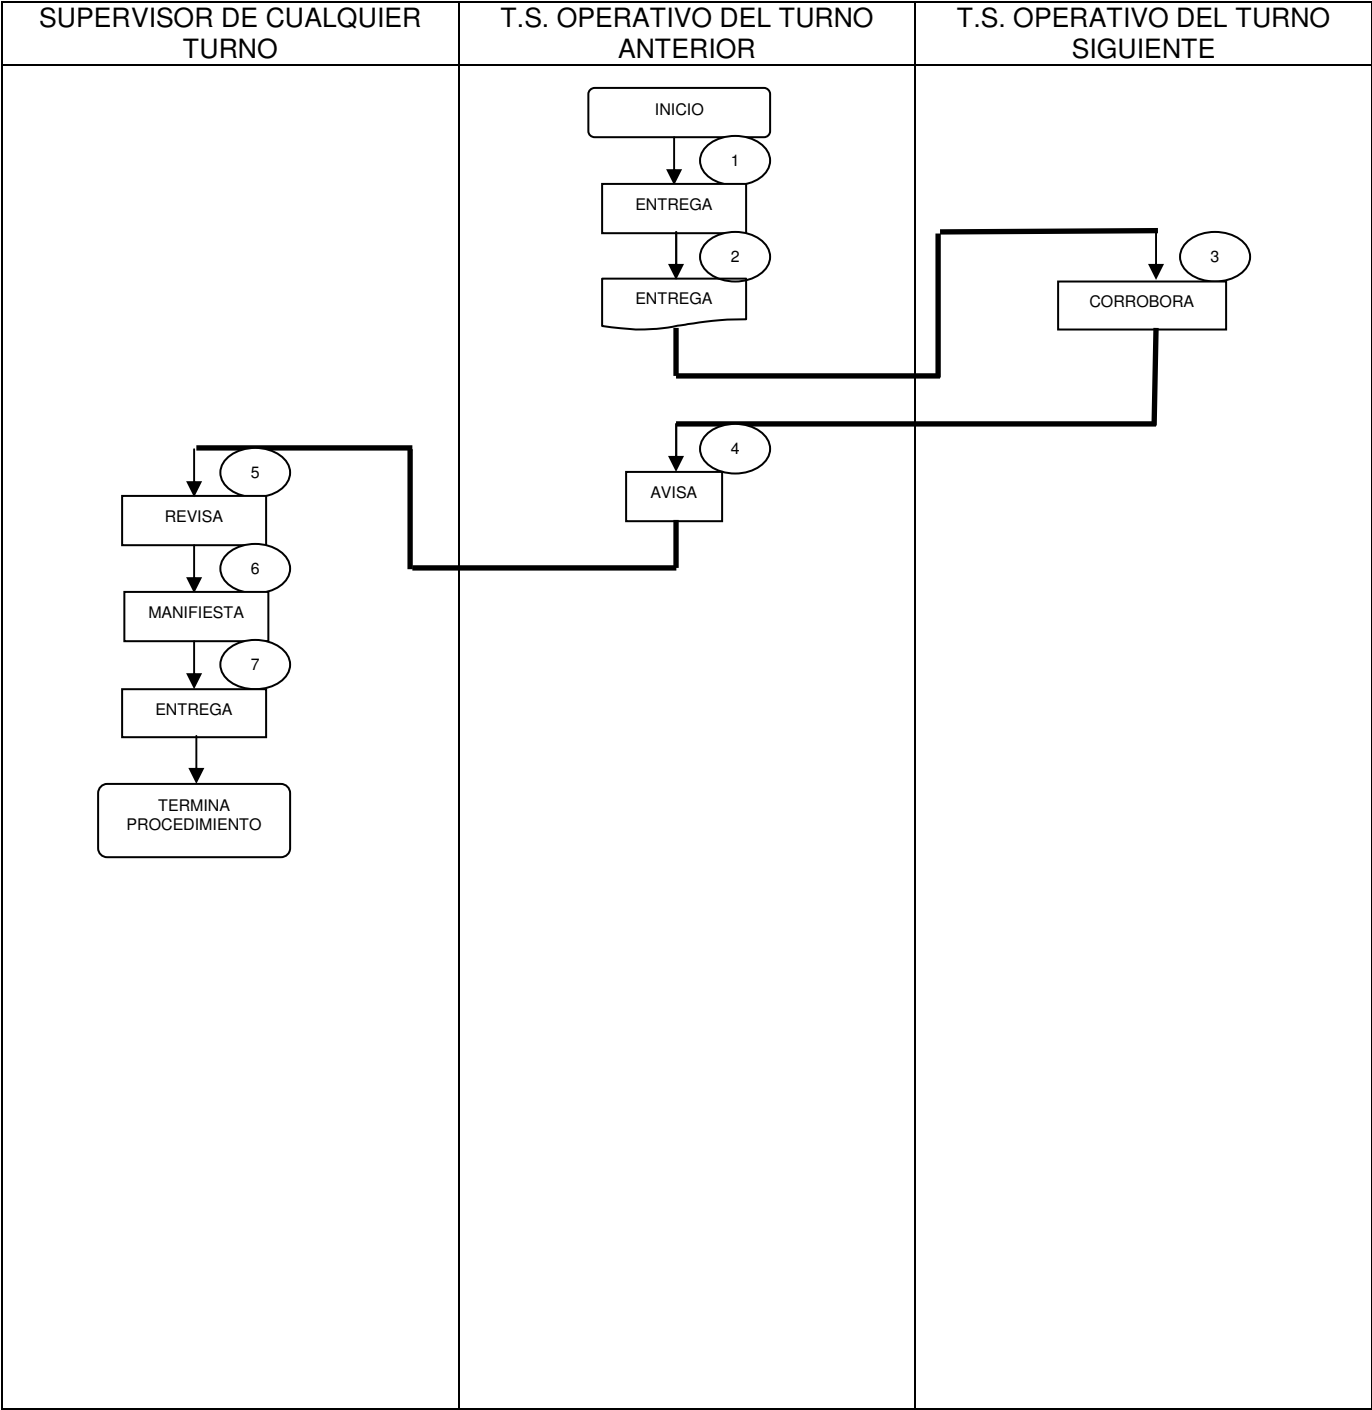 SUPERVISOR DE CUALQUIER
TURNO
T.S. OPERATIVO DEL TURNO
ANTERIOR
T.S. OPERATIVO DEL TURNO
SIGUIENTE
INICIO
1
ENTREGA
2
ENTREGA
3
CORROBORA
4
AVISA
5
REVISA
6
MANIFIESTA
7
ENTREGA
TERMINA
PROCEDIMIENTO